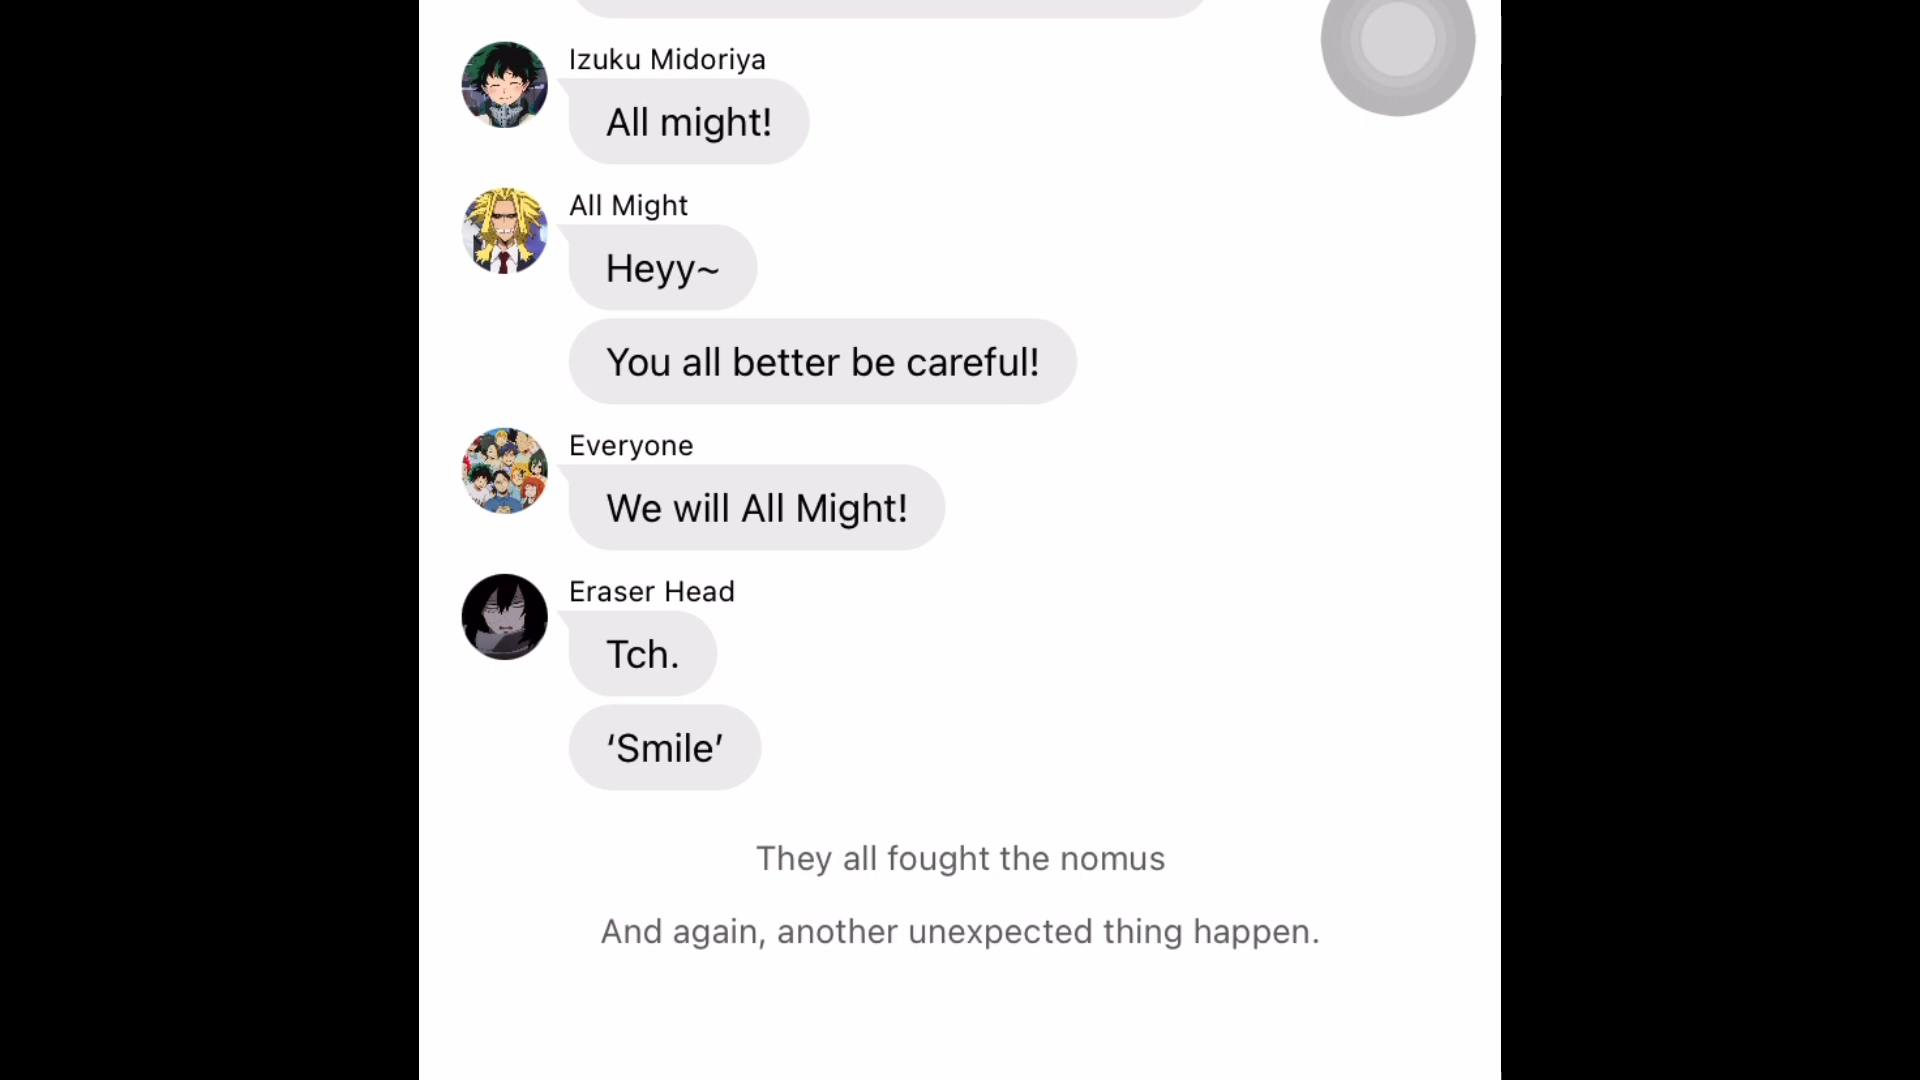 Izuku Midoriya
All might!
All Might
Heyy~
You all better be careful!
Everyone
We will All Might!
Eraser Head
Tch.
‘Smile’
They all fought the nomus
And again, another unexpected thing happen.